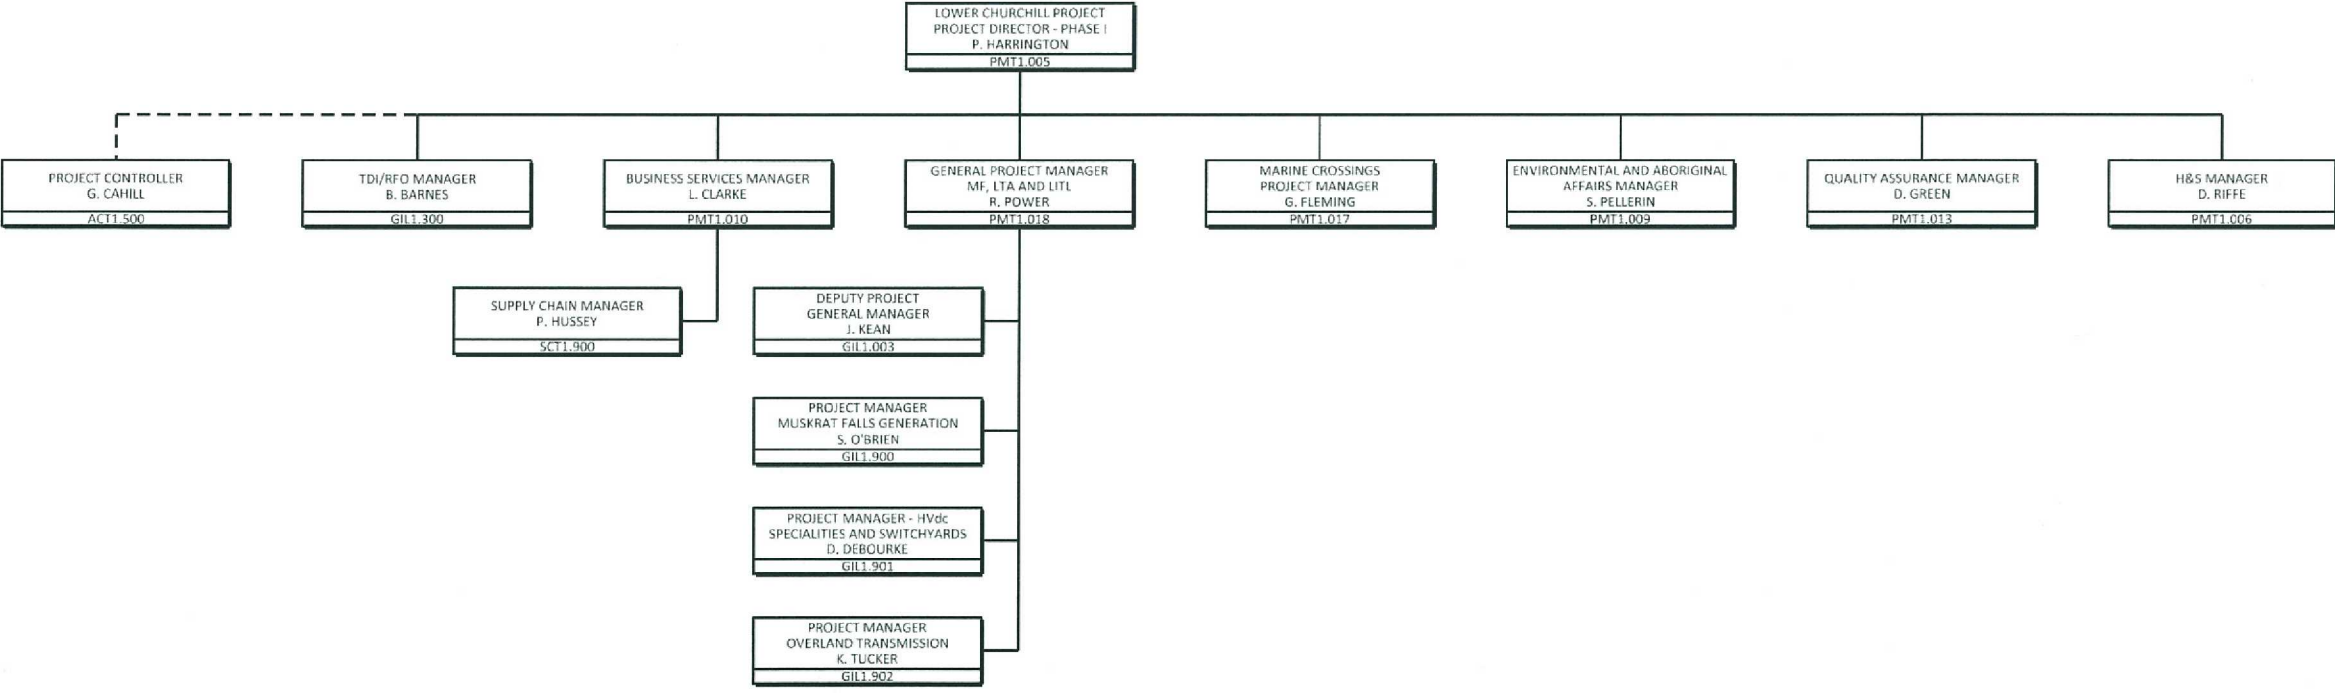 LOWER CHURCHILL PROJECT
PROJECT DIRECTOR - PHASE I
P. HARRINGTON
PMT1.005
PROJECT CONTROLLER
G. CAHILL
ACT1.500
TDI/RFO MANAGER
B. BARNES
GIL1.300
BUSINESS SERVICES MANAGER
L. CLARKE
PMT1.010
GENERAL PROJECT MANAGER
MF, LTA AND LITL
R. POWER
PMT1.018
MARINE CROSSINGS
PROJECT MANAGER
G. FLEMING
PMT1.017
ENVIRONMENTAL AND ABORIGINAL
AFFAIRS MANAGER
S. PELLERIN
PMT1.009
QUALITY ASSURANCE MANAGER
D. GREEN
PMT1.013
H&S MANAGER
D. RIFFE
PMT1.006
SUPPLY CHAIN MANAGER
P. HUSSEY
SCT1.900
DEPUTY PROJECT
GENERAL MANAGER
J. KEAN
GIL1.003
PROJECT MANAGER
MUSKRAT FALLS GENERATION
S. O'BRIEN
GIL1.900
PROJECT MANAGER - HVdc
SPECIALITIES AND SWITCHYARDS
D. DEBOURKE
GIL1.901
PROJECT MANAGER
OVERLAND TRANSMISSION
K. TUCKER
GIL1.902